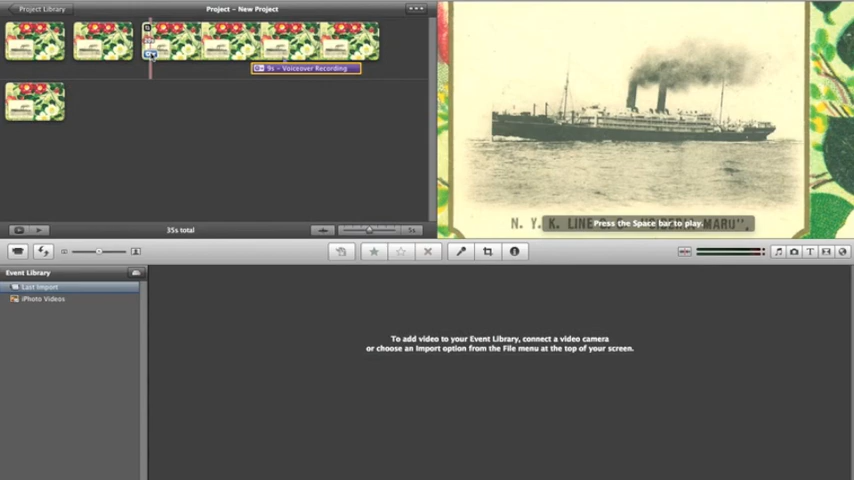 Project Library
Project - New Project
9s - Voiceover Recording
N. Y. K. LINE
MARU".
Press the Space bar to play.
35s total
5s
Event Library
Last Import
iPhoto Videos
To add video to your Event Library, connect a video camera
or choose an Import option from the File menu at the top of your screen.